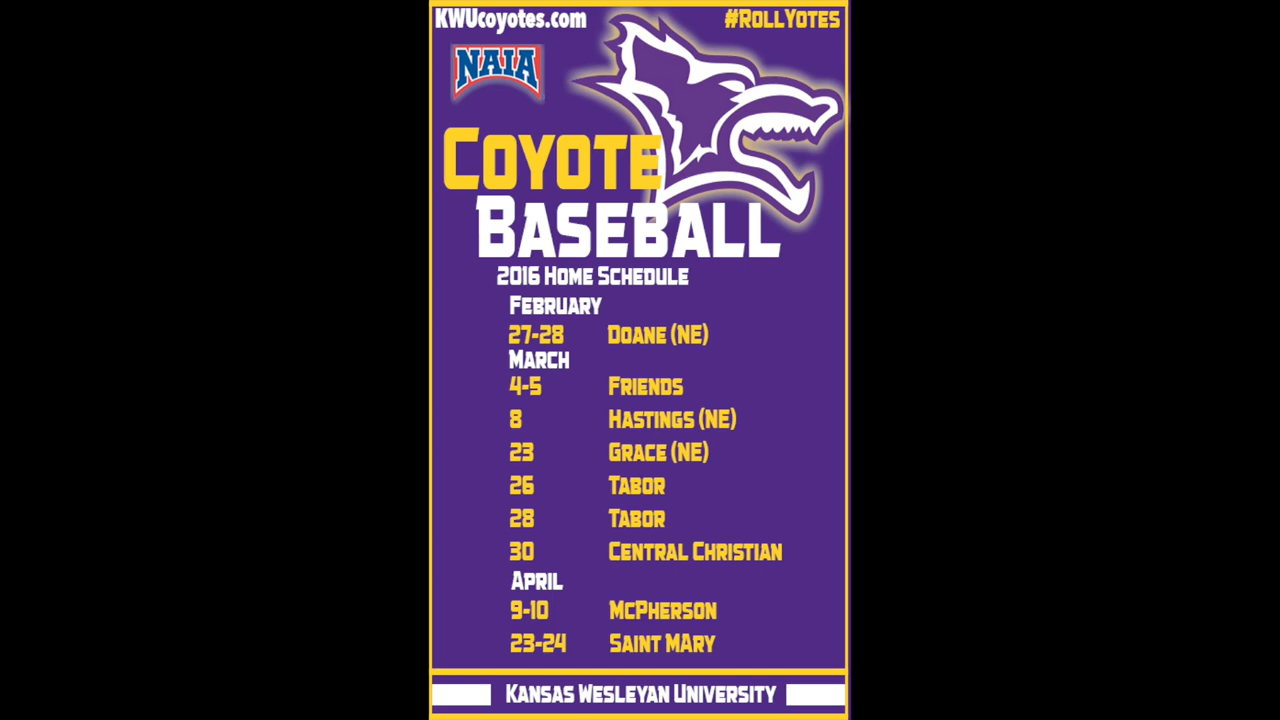 KWUcoyotes.com #ROLLYOTES
NAIA
COYOTE
BASEBALL
2016 HOME SCHEDULE
FEBRUARY
27-28 DOANE (NE)
MARCH
4-5 FRIENDS
8 HASTINGS (NE)
23 GRACE (NE)
26 TABOR
28 TABOR
30 CENTRAL CHRISTIAN
APRIL
9-10 MCPHERSON
23-24 SAINT MARY
KANSAS WESLEYAN UNIVERSITY